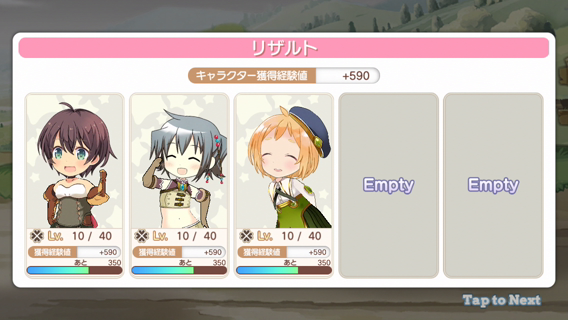 リザルト
キャラクター獲得経験値 +590
Lv. 10 / 40
獲得経験値 +590
あと 350
Lv. 10 / 40
獲得経験値 +590
あと 350
Lv. 10 / 40
獲得経験値 +590
あと 350
Empty
Empty
Tap to Next